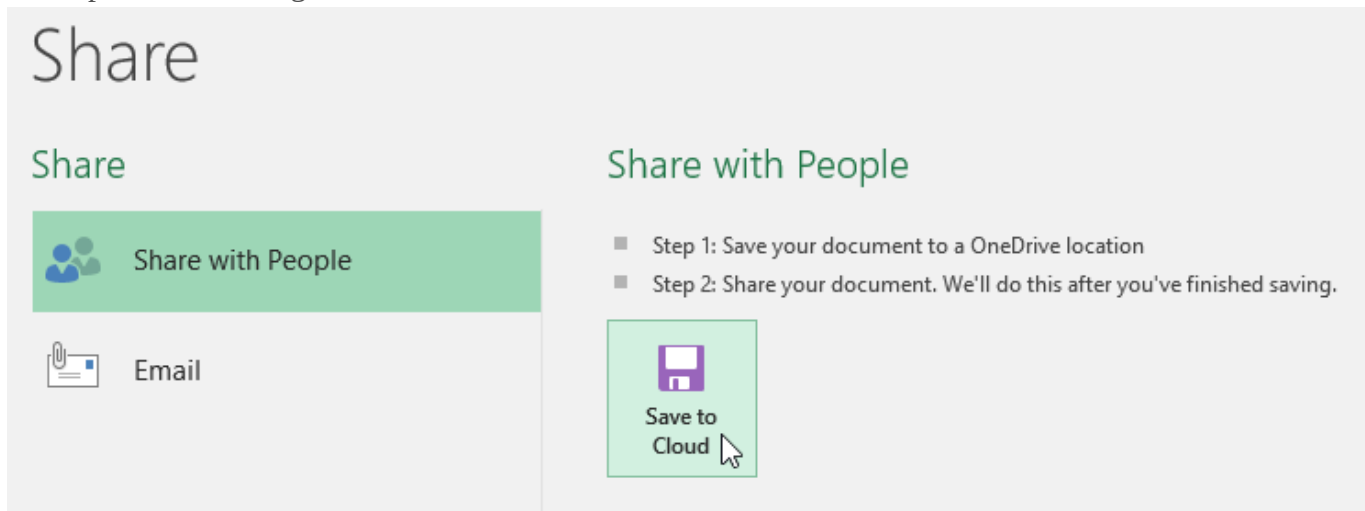 Share
Share
Share with People
Email
Share with People
Step 1: Save your document to a OneDrive location
Step 2: Share your document. We'll do this after you've finished saving.
Save to
Cloud